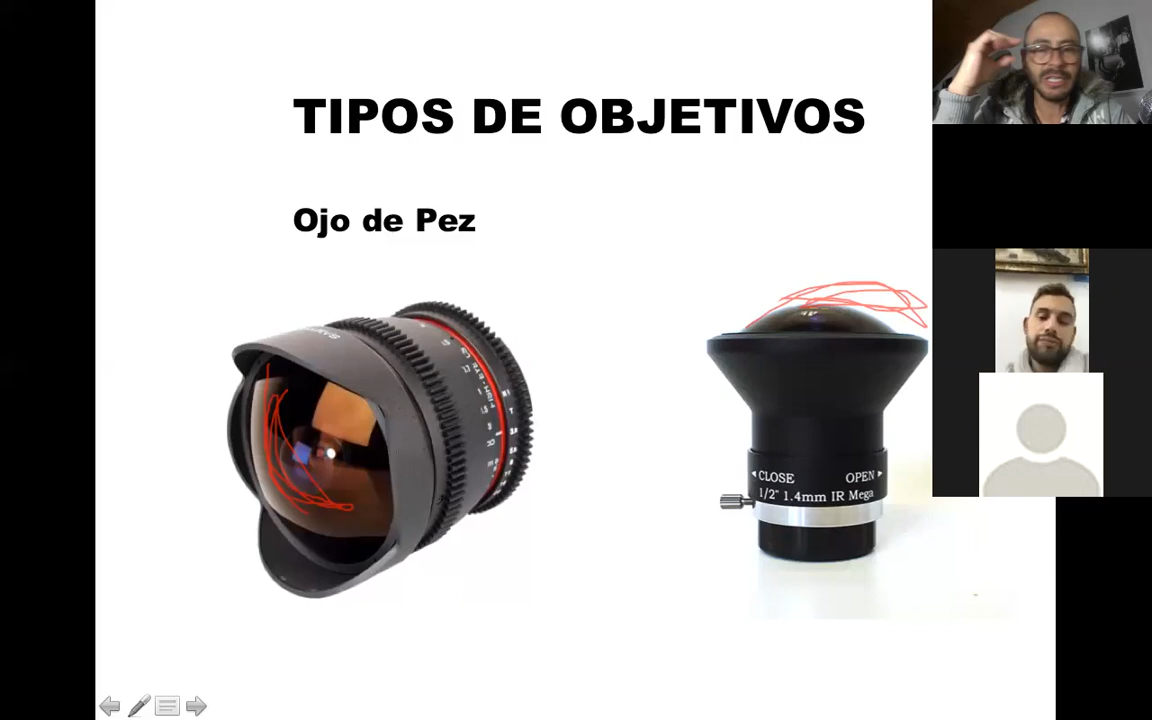 TIPOS DE OBJETIVOS
Ojo de Pez
CLOSE OPEN
1/2" 1.4mm IR Mega